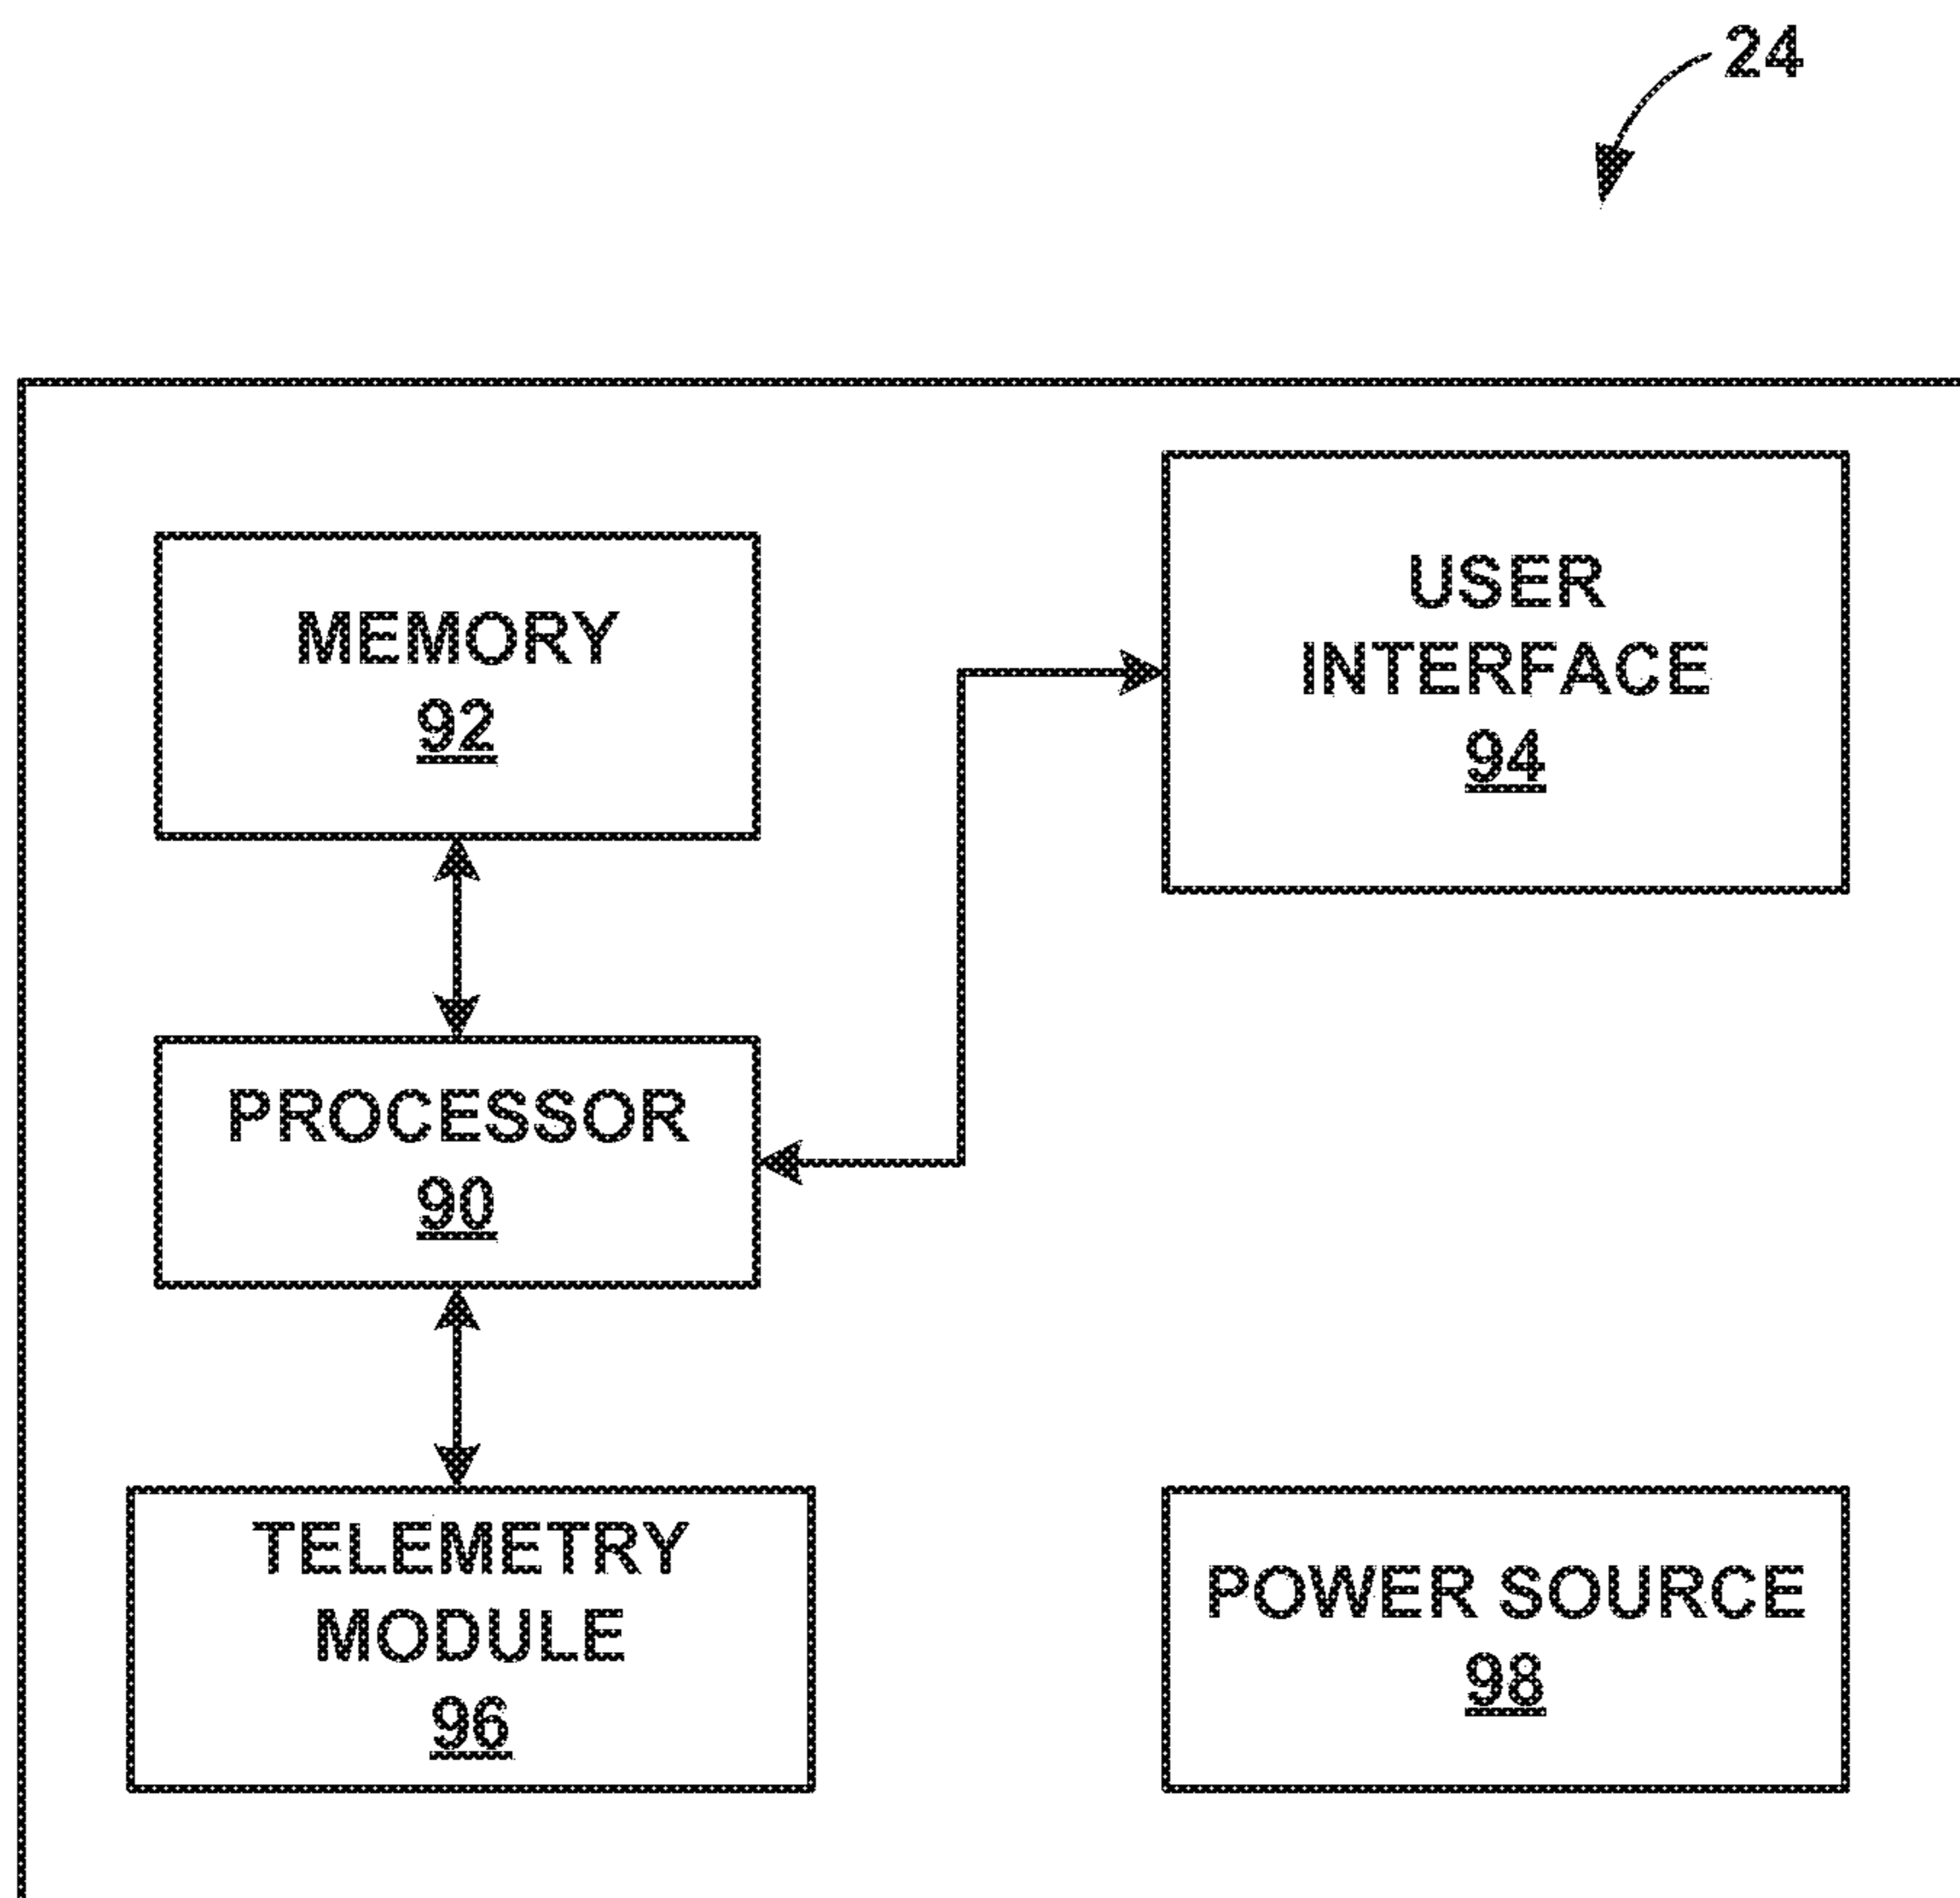 24
MEMORY
92
USER
INTERFACE
94
PROCESSOR
90
TELEMETRY
MODULE
96
POWER SOURCE
98